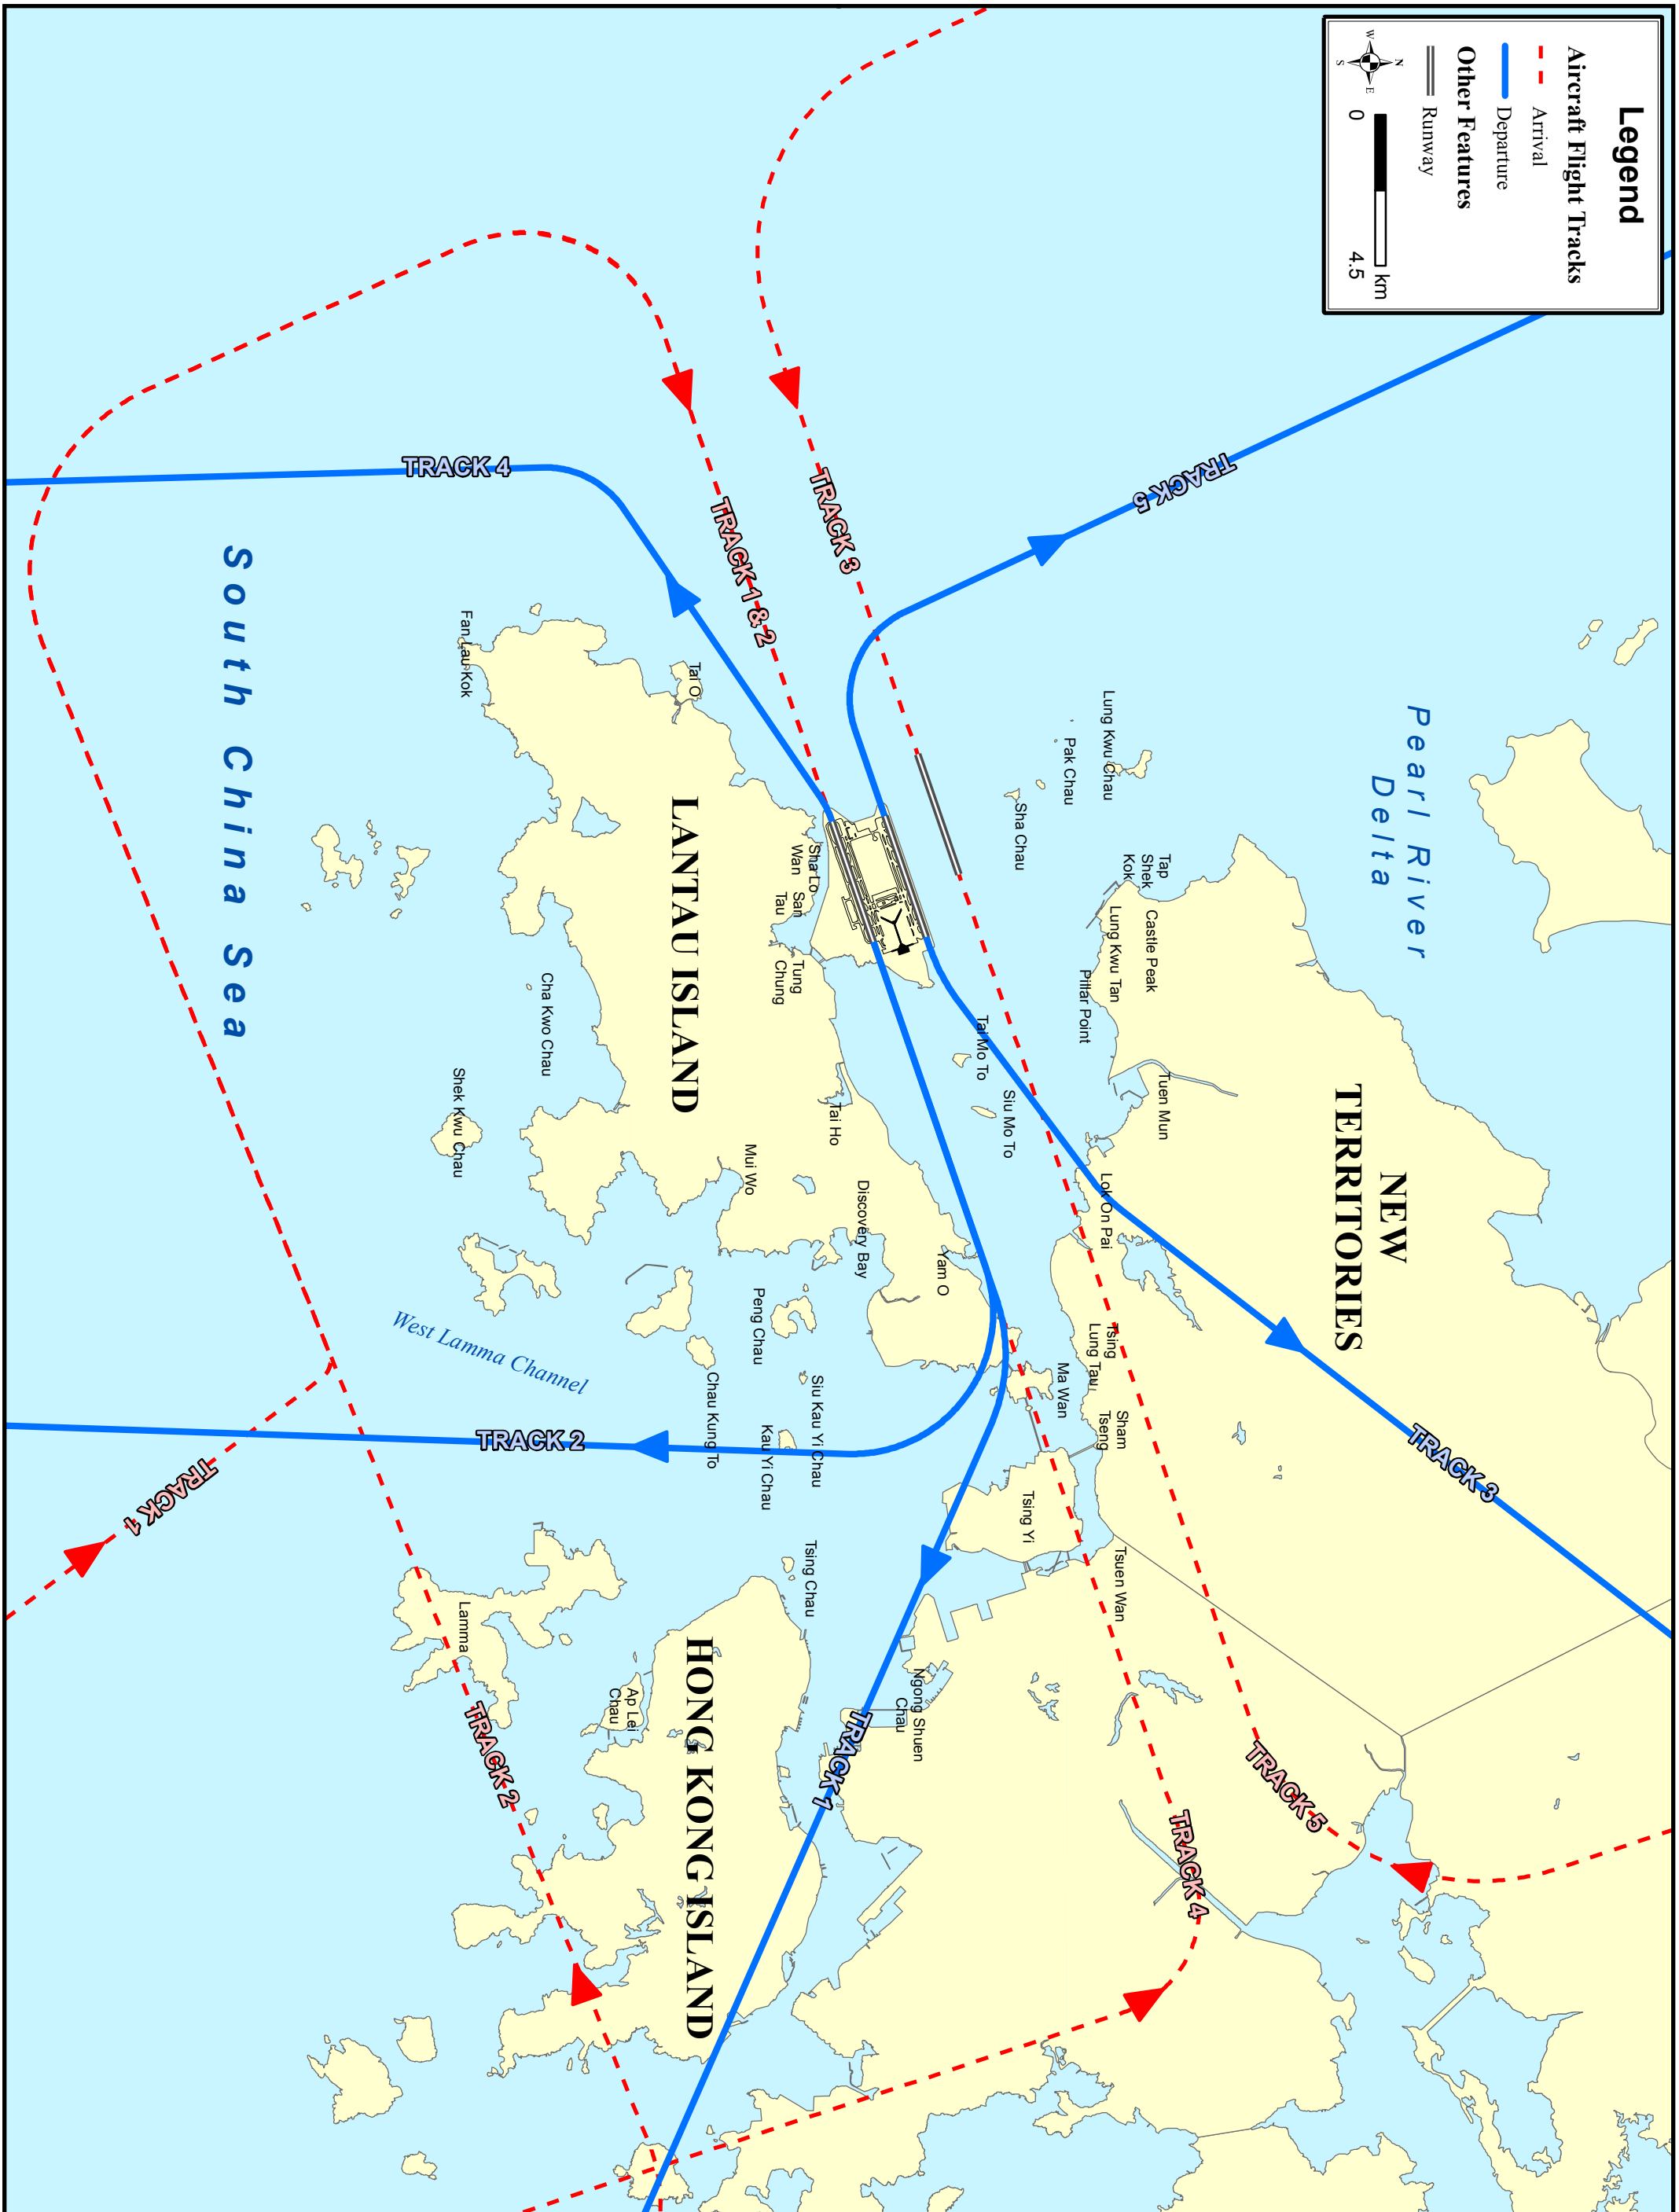 Legend
Aircraft Flight Tracks
Arrival
Departure
Other Features
Runway
N
W
E
S
km
0
4.5
Pearl River
Delta
NEW
TERRITORIES
LANTAU ISLAND
HONG KONG ISLAND
South China Sea
West Lamma Channel
TRACK 5
TRACK 3
TRACK 1 & 2
TRACK 4
TRACK 3
TRACK 5
TRACK 4
TRACK 1
TRACK 2
TRACK 2
TRACK 1
Lung Kwu Chau
Pak Chau
Sha Chau
Tap
Shek
Kok
Castle Peak
Lung Kwu Tan
Pillar Point
Tuen Mun
Lok On Pai
Tai Mo To
Siu Mo To
Tsing
Lung Tau
Sham
Tseng
Ma Wan
Tsuen Wan
Tsing Yi
Ngong Shuen
Chau
Tai O
Fan Lau Kok
Sha Lo
Wan
San
Tau
Tung
Chung
Tai Ho
Yam O
Discovery Bay
Mui Wo
Peng Chau
Siu Kau Yi Chau
Kau Yi Chau
Chau Kung To
Tsing Chau
Cha Kwo Chau
Shek Kwu Chau
Lamma
Ap Lei
Chau